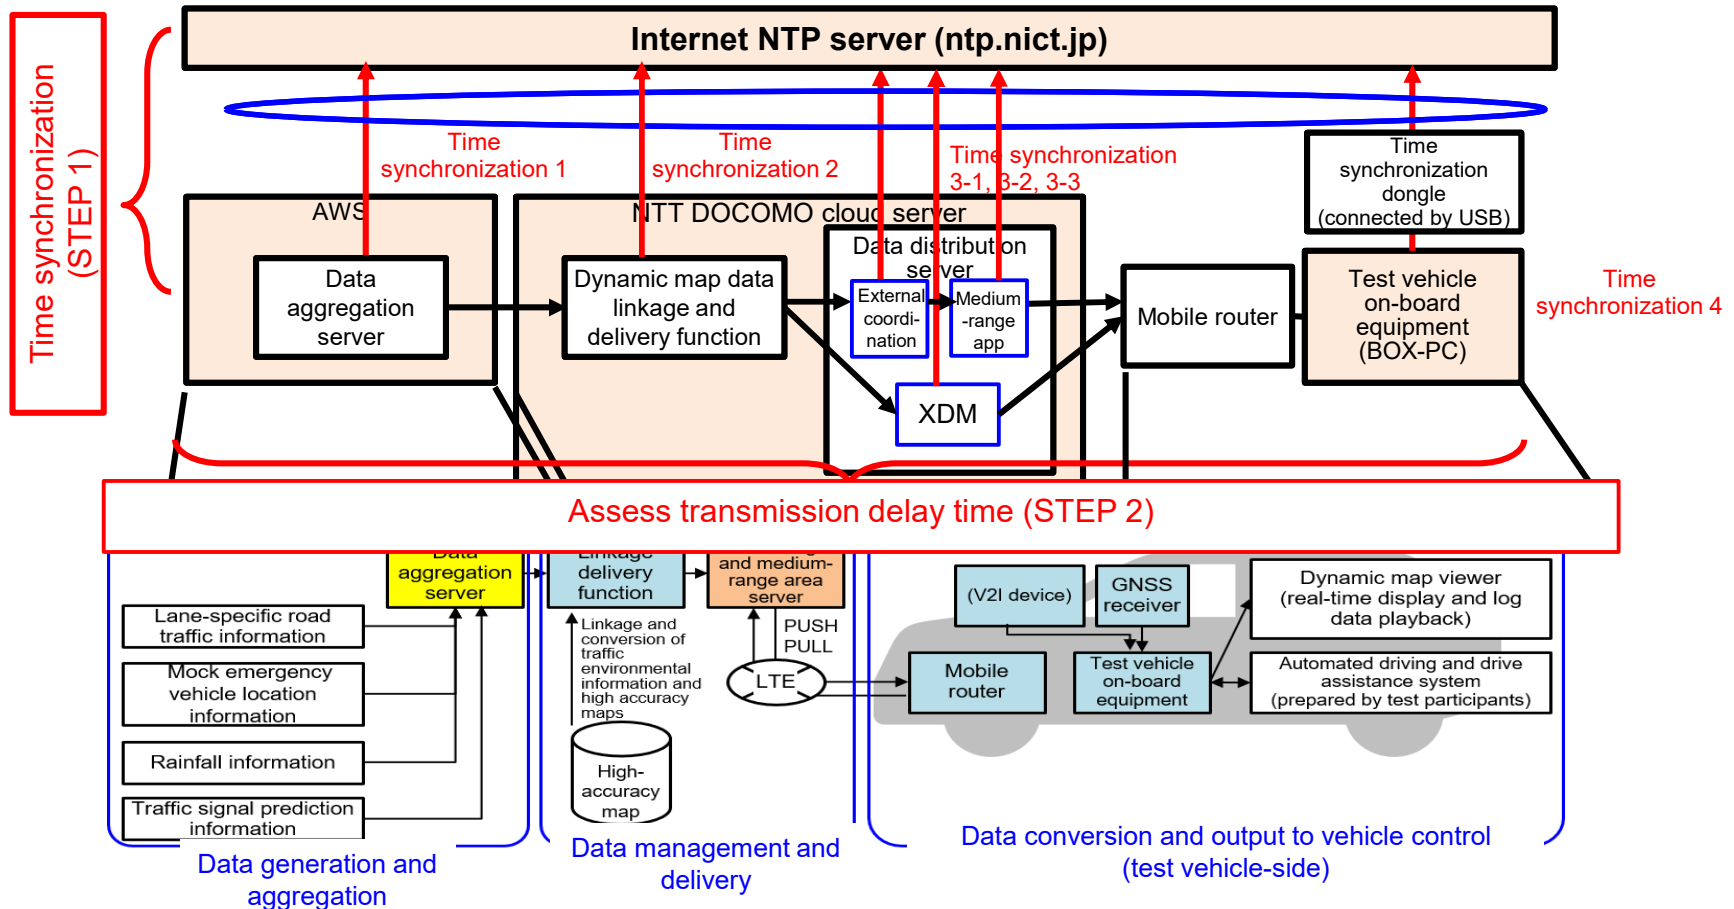 Internet NTP server (ntp.nict.jp)
Time synchronization
(STEP 1)
Time
synchronization 1
Time
synchronization 2
Time synchronization
3-1, 3-2, 3-3
Time
synchronization
dongle
(connected by USB)
AWS
NTT DOCOMO cloud server
Data
aggregation
server
Dynamic map data
linkage and
delivery function
Data distribution
server
External
coordi-
nation
Medium
-range
app
XDM
Mobile router
Test vehicle
on-board
equipment
(BOX-PC)
Time
synchronization 4
Assess transmission delay time (STEP 2)
Data
aggregation
server
Linkage
delivery
function
and medium-
range area
server
Lane-specific road
traffic information
Mock emergency
vehicle location
information
Rainfall information
Traffic signal prediction
information
Linkage and
conversion of
traffic
environmental
information and
high accuracy
maps
High-
accuracy
map
PUSH
PULL
LTE
(V2I device)
GNSS
receiver
Mobile
router
Test vehicle
on-board
equipment
Dynamic map viewer
(real-time display and log
data playback)
Automated driving and drive
assistance system
(prepared by test participants)
Data generation and
aggregation
Data management and
delivery
Data conversion and output to vehicle control
(test vehicle-side)